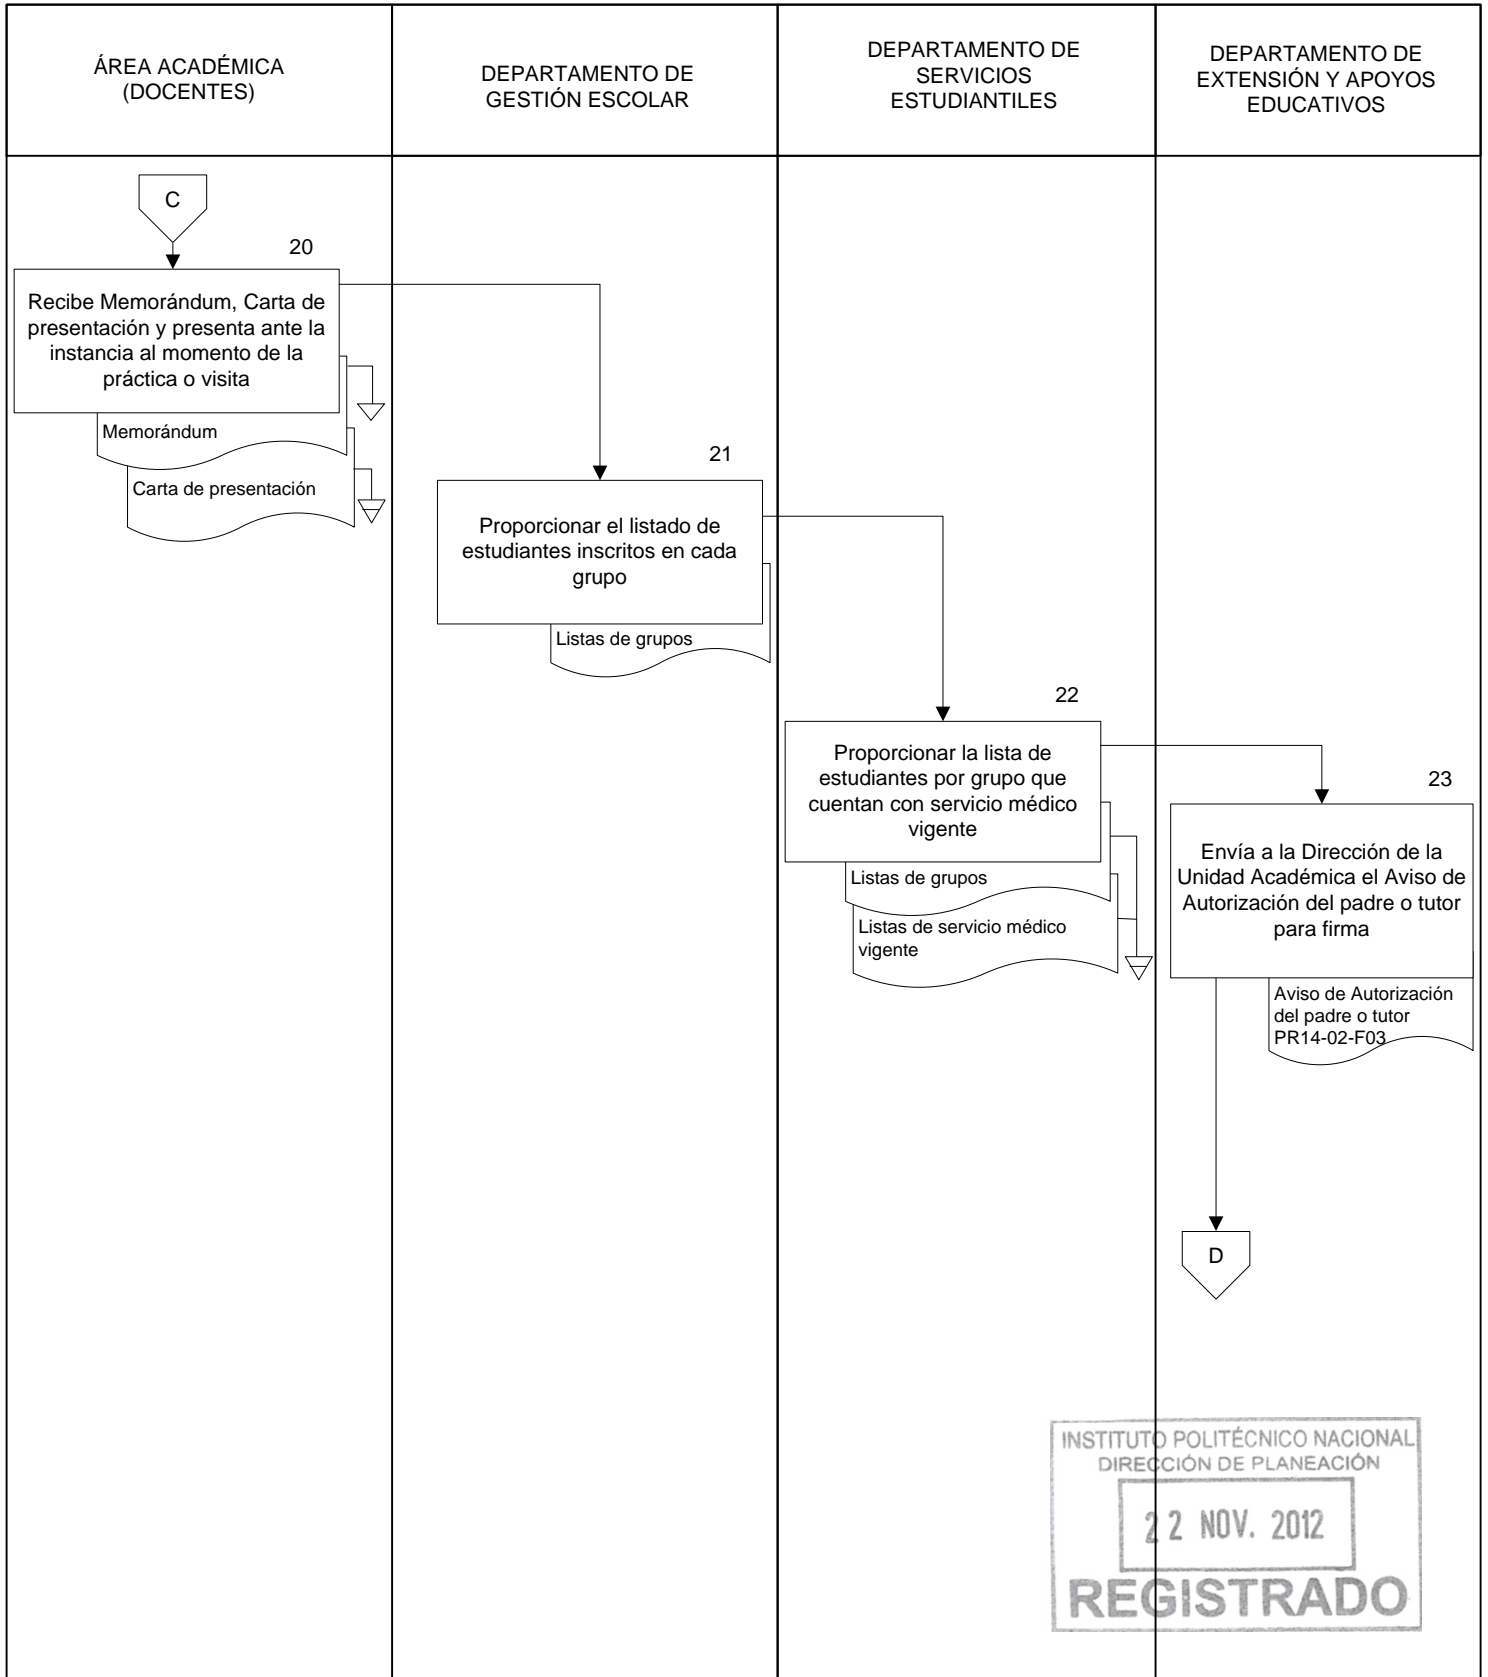 ÁREA ACADÉMICA
(DOCENTES)
DEPARTAMENTO DE
GESTIÓN ESCOLAR
DEPARTAMENTO DE
SERVICIOS
ESTUDIANTILES
DEPARTAMENTO DE
EXTENSIÓN Y APOYOS
EDUCATIVOS
C
20
Recibe Memorándum, Carta de
presentación y presenta ante la
instancia al momento de la
práctica o visita
Memorándum
Carta de presentación
21
Proporcionar el listado de
estudiantes inscritos en cada
grupo
Listas de grupos
22
Proporcionar la lista de
estudiantes por grupo que
cuentan con servicio médico
vigente
Listas de grupos
Listas de servicio médico
vigente
23
Envía a la Dirección de la
Unidad Académica el Aviso de
Autorización del padre o tutor
para firma
Aviso de Autorización
del padre o tutor
PR14-02-F03
D
INSTITUTO POLITÉCNICO NACIONAL
DIRECCIÓN DE PLANEACIÓN
22 NOV. 2012
REGISTRADO